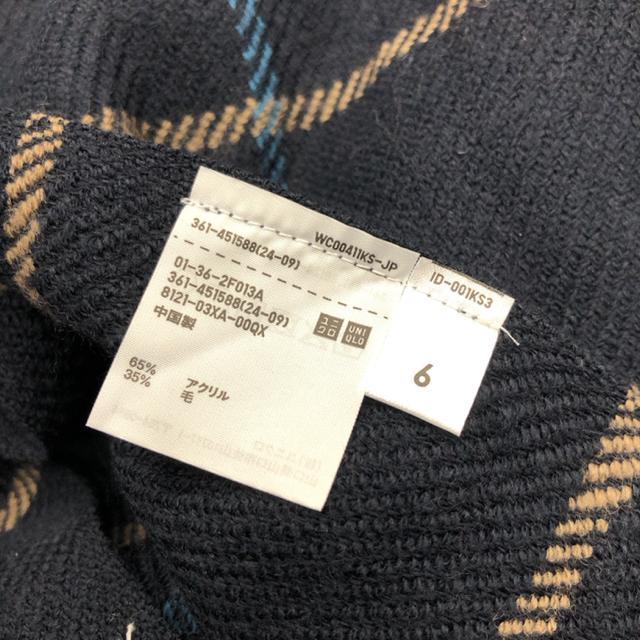 WC00411KS-JP
361-451588(24-09)
01-36-2F013A
361-451588(24-09)
8121-03XA-00QX
中国製
ユニ
クロ
UNI
QLO
65% アクリル
35% 毛
ID-001KS3
6